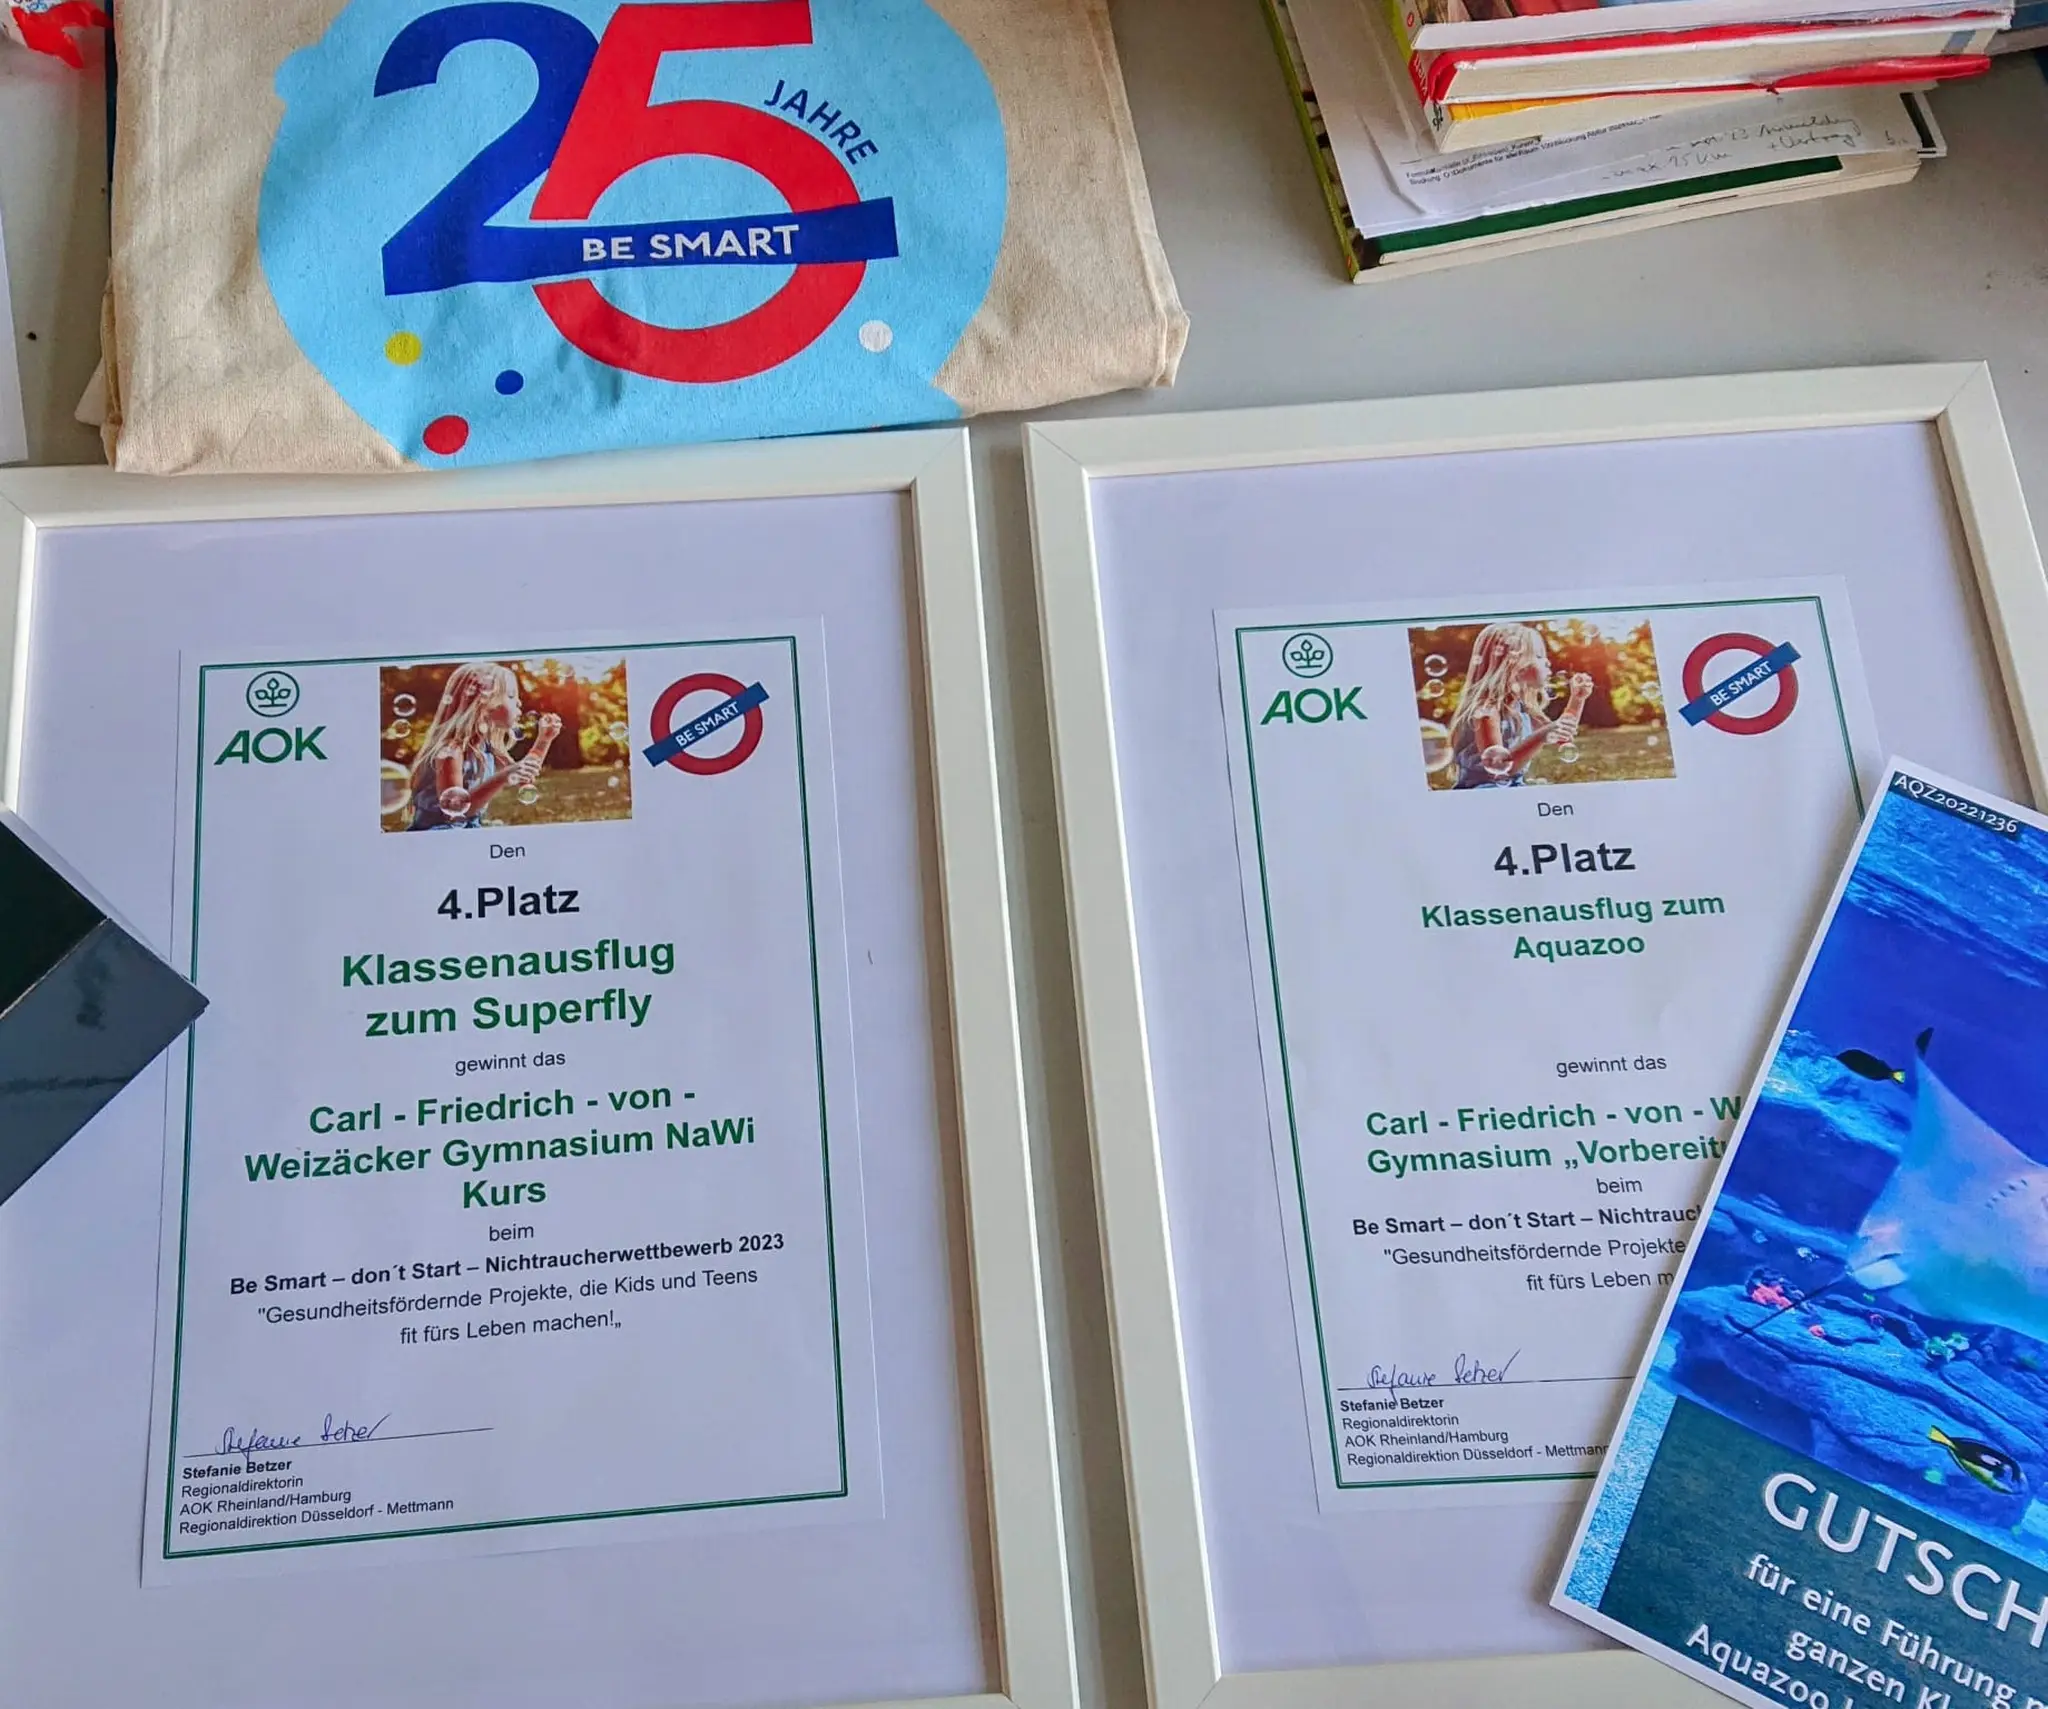 25
JAHRE
BE SMART
AOK
BE SMART
Den
4.Platz
Klassenausflug
zum Superfly
gewinnt das
Carl - Friedrich - von -
Weizäcker Gymnasium NaWi
Kurs
beim
Be Smart – don´t Start – Nichtraucherwettbewerb 2023
"Gesundheitsfördernde Projekte, die Kids und Teens
fit fürs Leben machen!„
Stefanie Betzer
Stefanie Betzer
Regionaldirektorin
AOK Rheinland/Hamburg
Regionaldirektion Düsseldorf - Mettmann
AOK
BE SMART
Den
4.Platz
Klassenausflug zum
Aquazoo
gewinnt das
Carl - Friedrich - von - W
Gymnasium „Vorbereit
beim
Be Smart – don´t Start – Nichtrauc
"Gesundheitsfördernde Projekte
fit fürs Leben m
Stefanie Betzer
Stefanie Betzer
Regionaldirektorin
AOK Rheinland/Hamburg
Regionaldirektion Düsseldorf - Mettmann
AQZ20221236
GUTSCH
für eine Führung
ganzen Kl
Aquazoo